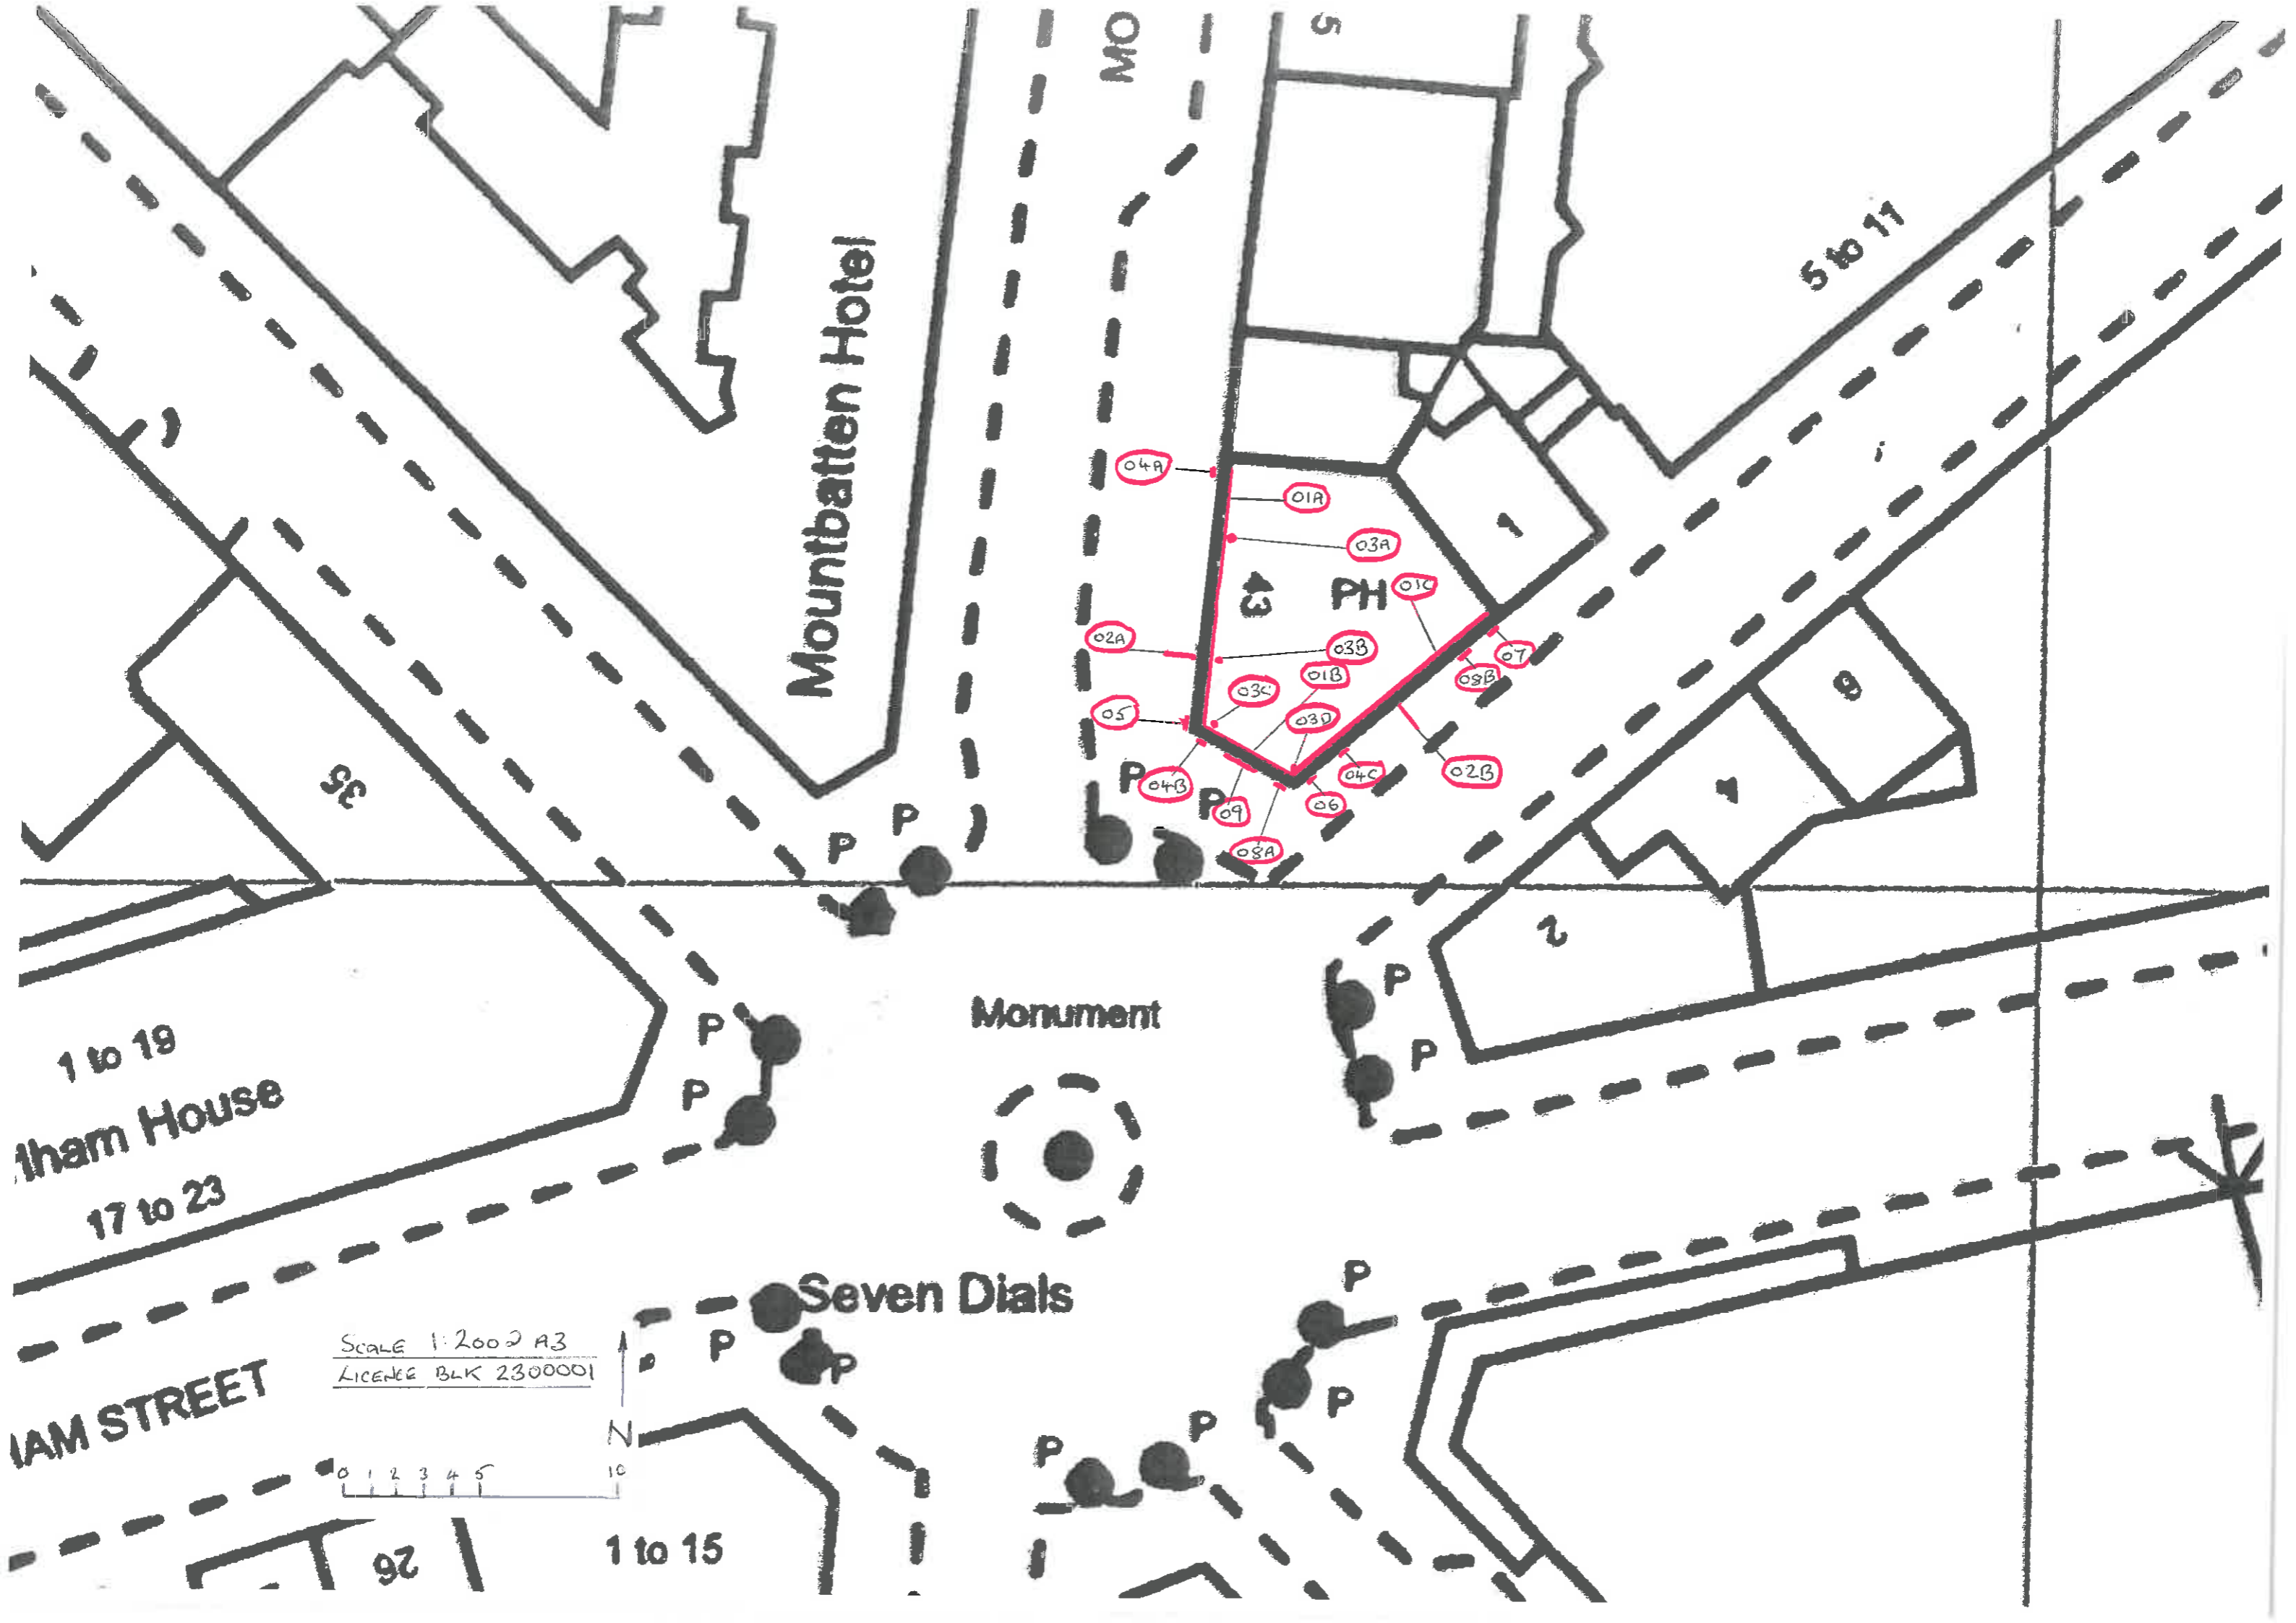 MO
5
5 to 11
Mountbatten Hotel
04A
01A
03A
43
PH
01C
1
02A
03B
07
01B
08B
03C
03D
05
04B
04C
02B
P
P
09
06
08A
6
4
2
35
P
P
P
P
P
P
Monument
1 to 19
lham House
17 to 23
Seven Dials
P
P
P
P
P
P
SCALE 1:200 @ A3
LICENCE BLK 2300001
N
IAM STREET
0 1 2 3 4 5 10
26
1 to 15